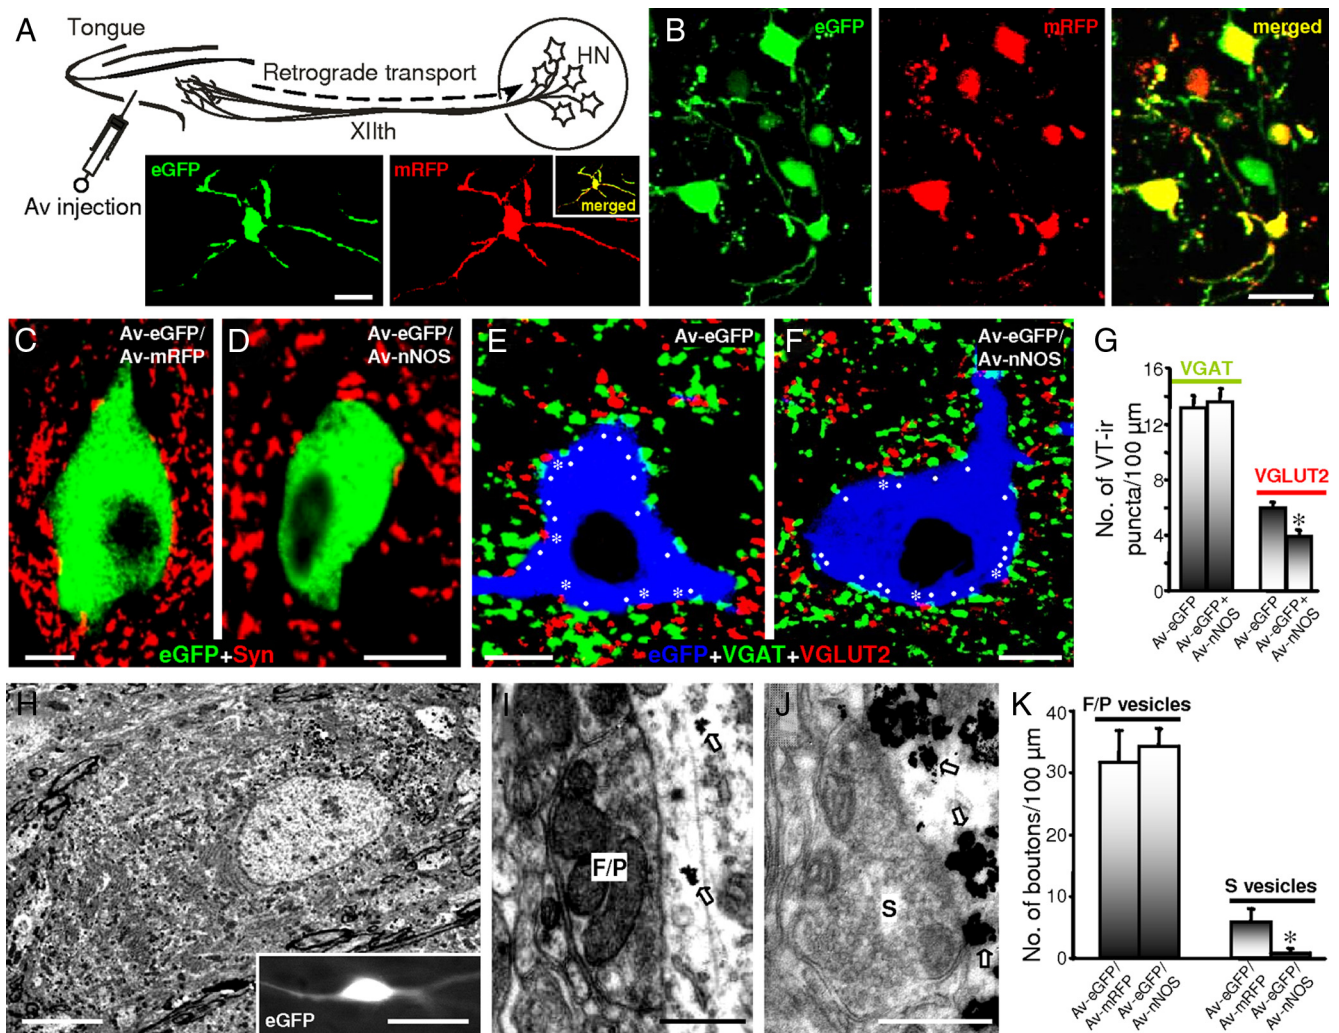 A
Tongue
Retrograde transport
HN
XIIth
Av injection
eGFP
mRFP
merged
B
eGFP
mRFP
merged
C
Av-eGFP/
Av-mRFP
D
Av-eGFP/
Av-nNOS
eGFP+Syn
E
Av-eGFP
F
Av-eGFP/
Av-nNOS
eGFP+VGAT+VGLUT2
G
VGAT
VGLUT2
No. of VT-ir
puncta/100 µm
16
12
8
4
0
*
Av-eGFP
Av-eGFP+
Av-nNOS
Av-eGFP
Av-eGFP+
Av-nNOS
H
eGFP
I
F/P
J
S
K
F/P vesicles
S vesicles
No. of boutons/100 µm
40
30
20
10
0
*
Av-eGFP/
Av-mRFP
Av-eGFP/
Av-nNOS
Av-eGFP/
Av-mRFP
Av-eGFP/
Av-nNOS